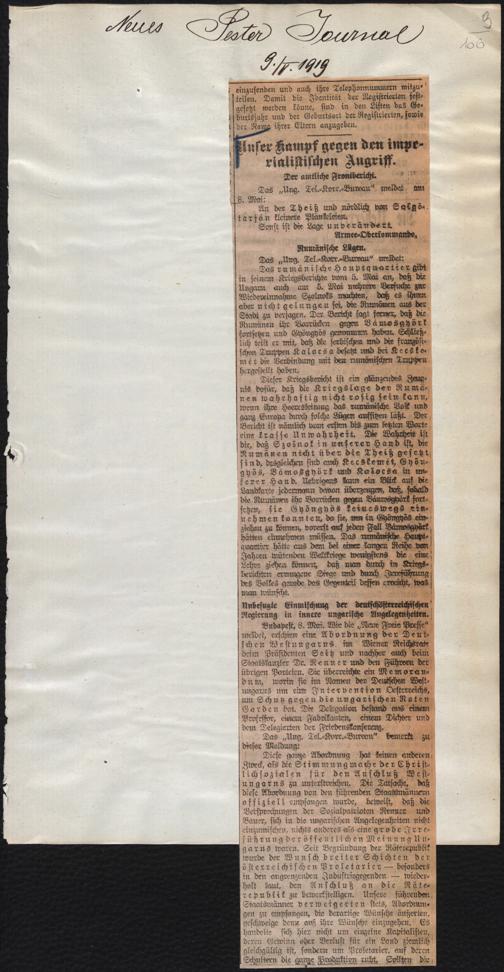 Neues Pester Journal
9./V. 1919
3
100
einzusenden und auch ihre Telephonnummern mitzu-
teilen. Damit die Identität der Registrierten fest-
gesetzt werden könne, sind in den Listen das Ge-
burtsjahr und der Geburtsort der Registrierten, sowie
der Name ihrer Eltern anzugeben.
Unser Kampf gegen den impe-
rialistischen Angriff.
Der amtliche Frontbericht.
Das „Ung. Tel.-Korr.-Bureau" meldet am
8. Mai:
An der Theiß und nördlich von Salgó-
tarján kleinere Plänkeleien.
Sonst ist die Lage unverändert.
Armee-Oberkommando.
Rumänische Lügen.
Das „Ung. Tel.-Korr.-Bureau" meldet:
Das rumänische Hauptquartier gibt
in seinem Kriegsberichte vom 5. Mai an, daß die
Ungarn auch am 5. Mai mehrere Versuche zur
Wiedereinnahme Szolnoks machten, daß es ihnen
aber nicht gelungen sei, die Rumänen aus der
Stadt zu verjagen. Der Bericht sagt ferner, daß die
Rumänen ihr Vorrücken gegen Vámosgyörk
fortsetzen und Gyöngyös genommen haben. Schließ-
lich teilt er mit, daß die serbischen und die französi-
schen Truppen Kalocsa besetzt und bei Kecske-
mét die Verbindung mit den rumänischen Truppen
hergestellt haben.
Dieser Kriegsbericht ist ein glänzendes Zeug-
nis dafür, daß die Kriegslage der Rumä-
nen wahrhaftig nicht rosig sein kann,
wenn ihre Heeresleitung das rumänische Volk und
ganz Europa durch solche Lügen aufsitzen läßt. Der
Bericht ist nämlich vom ersten bis zum letzten Worte
eine krasse Unwahrheit. Die Wahrheit ist
die, daß Szolnok in unserer Hand ist, die
Rumänen nicht über die Theiß gesetzt
sind, desgleichen sind auch Kecskemét, Gyön-
gyös, Vámosgyörk und Kalocsa in un-
serer Hand. Uebrigens kann ein Blick auf die
Landkarte jedermann davon überzeugen, daß, sobald
die Rumänen ihr Vorrücken gegen Vámosgyörk fort-
setzen, sie Gyöngyös keineswegs ein-
nehmen konnten, da sie, um in Gyöngyös ein-
ziehen zu können, vorerst auf jeden Fall Vámosgyörk
hätten einnehmen müssen. Das rumänische Haupt-
quartier hätte aus dem bei einer langen Reihe von
Jahren wütenden Weltkriege wenigstens die eine
Lehre ziehen können, daß man durch in Kriegs-
berichten errungene Siege und durch Irreführung
des Volkes gerade das Gegenteil dessen erreicht, was
man wünscht.
Unbefugte Einmischung der deutschösterreichischen
Regierung in innere ungarische Angelegenheiten.
Budapest, 8. Mai. Wie die „Neue Freie Presse"
meldet, erschien eine Abordnung der Deut-
schen Westungarns im Wiener Reichsrate
beim Präsidenten Seitz und nachher auch beim
Staatskanzler Dr. Renner und den Führern der
übrigen Parteien. Sie überreichte ein Memoran-
dum, worin sie im Namen der Deutschen West-
ungarns um eine Intervention Oesterreichs,
um Schutz gegen die ungarischen Roten
Garden bat. Die Delegation bestand aus einem
Professor, einem Fabrikanten, einem Dichter und
dem Delegierten der Friedenskonferenz.
Das „Ung. Tel.-Korr.-Bureau" bemerkt zu
dieser Meldung:
Diese ganze Abordnung hat keinen anderen
Zweck, als die Stimmungmache der Christ-
lichsozialen für den Anschluß West-
ungarns zu unterstreichen. Die Tatsache, daß
diese Abordnung von den führenden Staatsmännern
offiziell empfangen wurde, beweist, daß die
Versprechungen der Sozialpatrioten Renner und
Bauer, sich in die ungarischen Angelegenheiten nicht
einzumischen, nichts anderes als eine grobe Irre-
führung der öffentlichen Meinung Un-
garns waren. Seit Begründung der Räterepublik
wurde der Wunsch breiter Schichten der
österreichischen Proletarier — besonders
in den angrenzenden Industriegegenden — wieder-
holt laut, den Anschluß an die Räte-
republik zu bewerkstelligen. Unsere führenden
Staatsmänner verweigerten stets, Abordnun-
gen zu empfangen, die derartige Wünsche äußerten,
geschweige denn auf ihre Wünsche einzugehen. Es
handelte sich hier nicht um einzelne Kapitalisten,
deren Gewinn oder Verlust für ein Land ziemlich
gleichgültig ist, sondern um Proletarier, auf deren
Schultern die ganze Produktion ruht. Sollten die